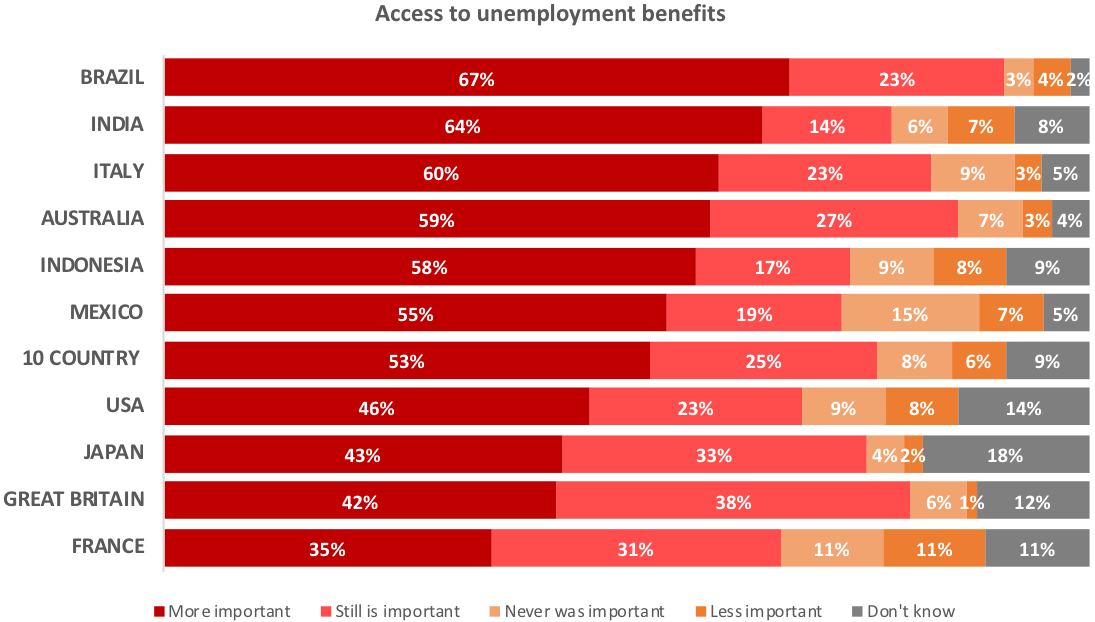 Access to unemployment benefits
BRAZIL 67% 23% 3% 4% 2%
INDIA 64% 14% 6% 7% 8%
ITALY 60% 23% 9% 3% 5%
AUSTRALIA 59% 27% 7% 3% 4%
INDONESIA 58% 17% 9% 8% 9%
MEXICO 55% 19% 15% 7% 5%
10 COUNTRY 53% 25% 8% 6% 9%
USA 46% 23% 9% 8% 14%
JAPAN 43% 33% 4% 2% 18%
GREAT BRITAIN 42% 38% 6% 1% 12%
FRANCE 35% 31% 11% 11% 11%
More important Still is important Never was important Less important Don't know